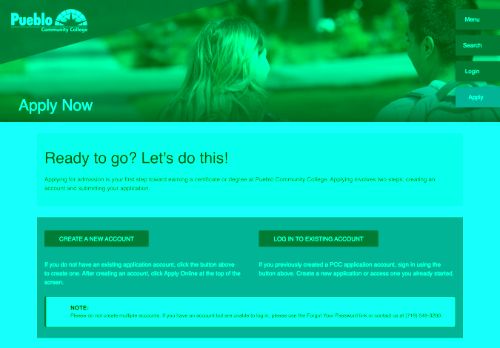 Pueblo
Community College
Menu
Search
Login
Apply
Apply Now
Ready to go? Let's do this!
Applying for admission is your first step toward earning a certificate or degree at Pueblo Community College. Applying involves two steps: creating an
account and submitting your application.
CREATE A NEW ACCOUNT
LOG IN TO EXISTING ACCOUNT
If you do not have an existing application account, click the button above
to create one. After creating an account, click Apply Online at the top of the
screen.
If you previously created a PCC application account, sign in using the
button above. Create a new application or access one you already started.
NOTE:
Please do not create multiple accounts. If you have an account but are unable to log in, please use the Forgot Your Password link or contact us at (719) 549-3200